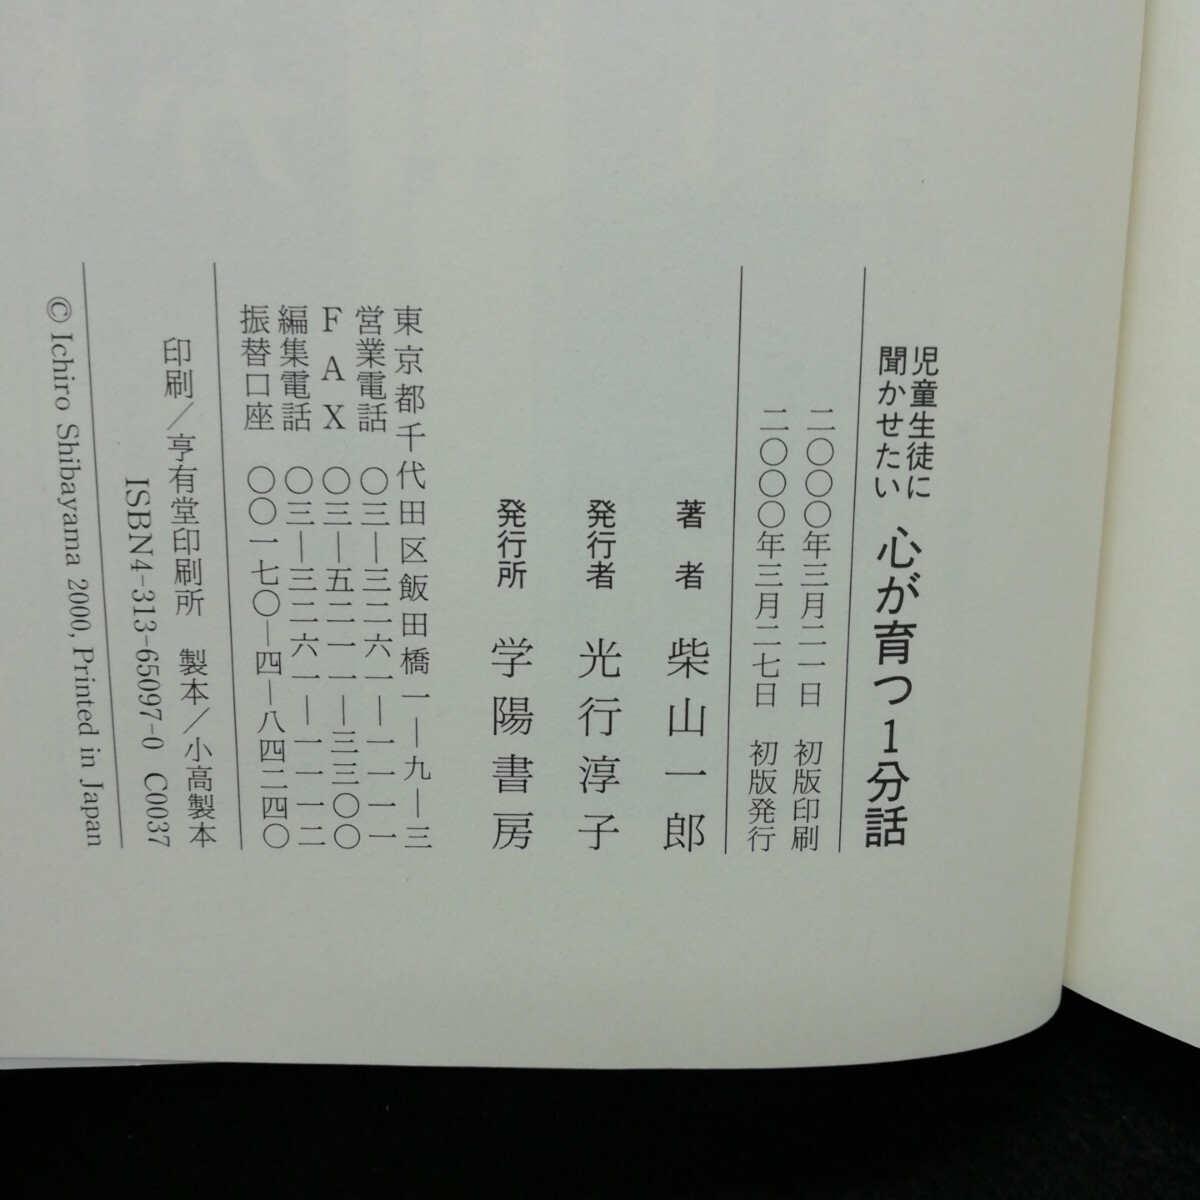 児童生徒に
聞かせたい
心が育つ1分話
二〇〇〇年三月二一日 初版印刷
二〇〇〇年三月二七日 初版発行
著者 柴山一郎
発行者 光行淳子
発行所 学陽書房
東京都千代田区飯田橋一―九―三
営業電話 〇三―三二六一―一一一一
FAX 〇三―五二一一―三三〇〇
編集電話 〇三―三二六一―一一一二
振替口座 〇〇一七〇―四―八四二四〇
印刷/亨有堂印刷所 製本/小高製本
ISBN4-313-65097-0 C0037
© Ichiro Shibayama 2000, Printed in Japan